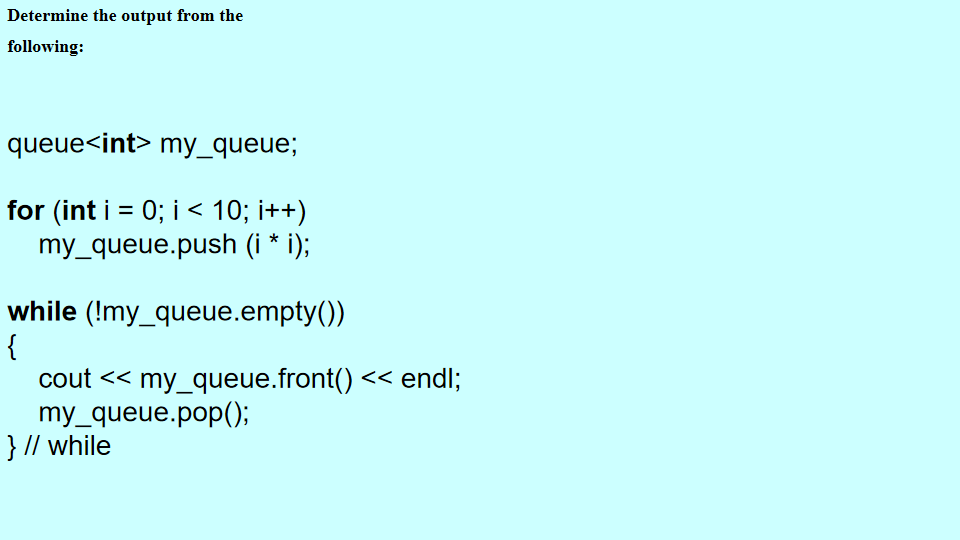 Determine the output from the
following:
queue<int> my_queue;
for (int i = 0; i < 10; i++)
my_queue.push (i * i);
while (!my_queue.empty())
{
cout << my_queue.front() << endl;
my_queue.pop();
} // while